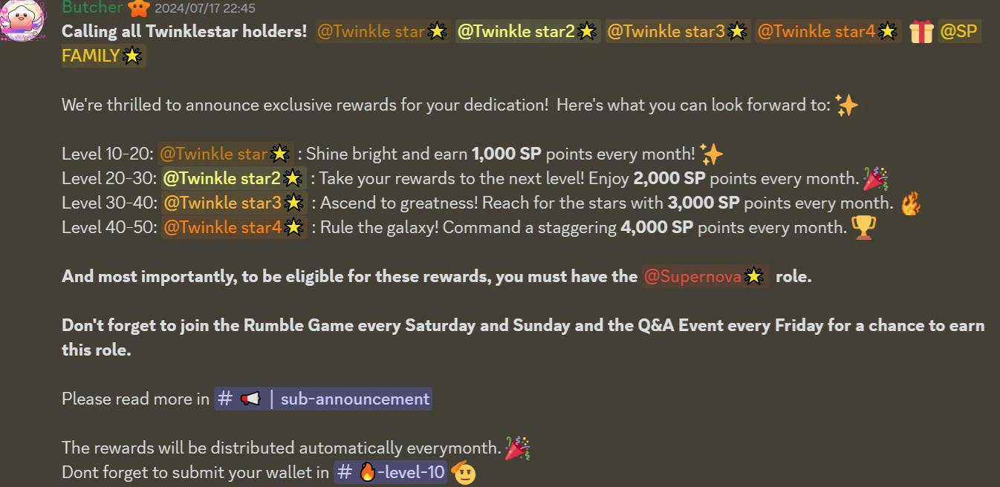 Butcher 2024/07/17 22:45
Calling all Twinklestar holders! @Twinkle star🌟 @Twinkle star2🌟 @Twinkle star3🌟 @Twinkle star4🌟 🎁 @SP
FAMILY🌟
We're thrilled to announce exclusive rewards for your dedication! Here's what you can look forward to: ✨
Level 10-20: @Twinkle star🌟 : Shine bright and earn 1,000 SP points every month! ✨
Level 20-30: @Twinkle star2🌟 : Take your rewards to the next level! Enjoy 2,000 SP points every month. 🎉
Level 30-40: @Twinkle star3🌟 : Ascend to greatness! Reach for the stars with 3,000 SP points every month. 🔥
Level 40-50: @Twinkle star4🌟 : Rule the galaxy! Command a staggering 4,000 SP points every month. 🏆
And most importantly, to be eligible for these rewards, you must have the @Supernova🌟 role.
Don't forget to join the Rumble Game every Saturday and Sunday and the Q&A Event every Friday for a chance to earn
this role.
Please read more in # 📢 | sub-announcement
The rewards will be distributed automatically everymonth. 🎉
Dont forget to submit your wallet in # 🔥-level-10 🫡